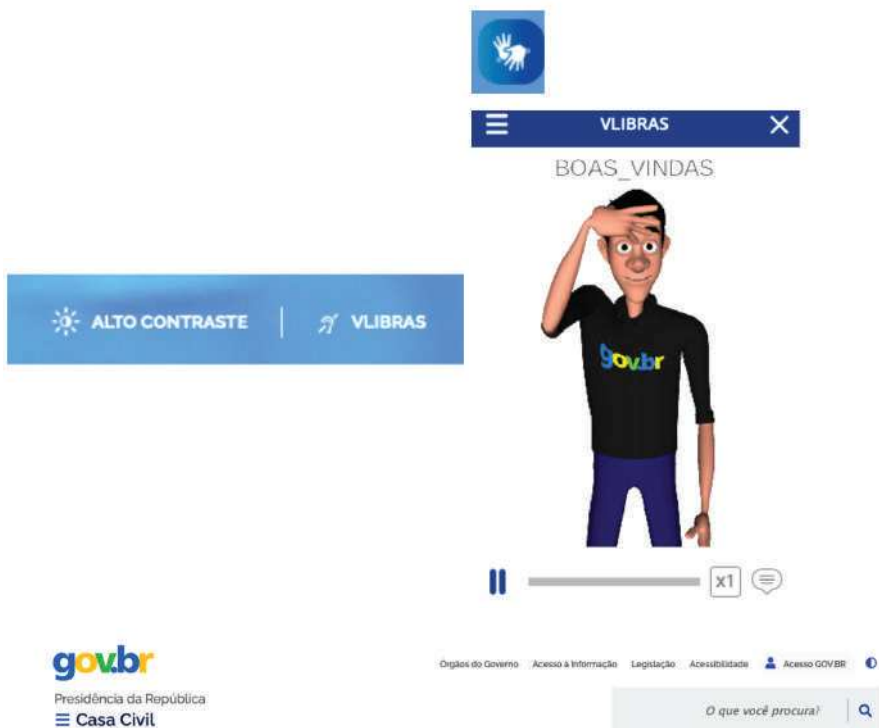 VLIBRAS
BOAS_VINDAS
ALTO CONTRASTE | VLIBRAS
gov.br
x1
gov.br
Órgãos do Governo Acesso à Informação Legislação Acessibilidade Acesso GOV.BR
Presidência da República
Casa Civil
O que você procura?